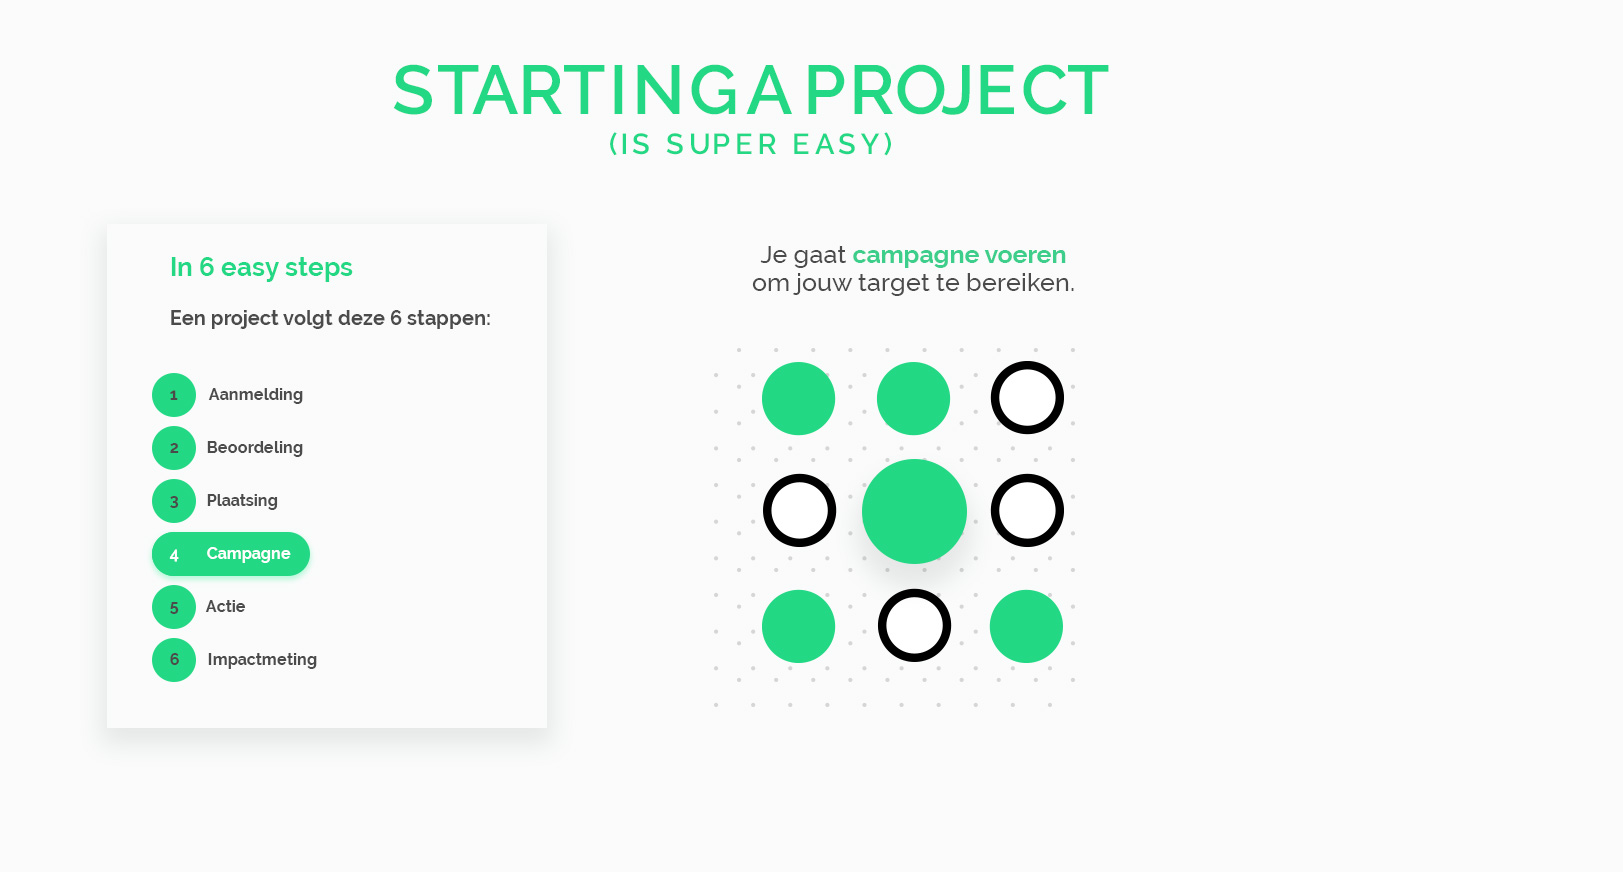 STARTING A PROJECT
(IS SUPER EASY)
In 6 easy steps
Een project volgt deze 6 stappen:
1 Aanmelding
2 Beoordeling
3 Plaatsing
4 Campagne
5 Actie
6 Impactmeting
Je gaat campagne voeren
om jouw target te bereiken.